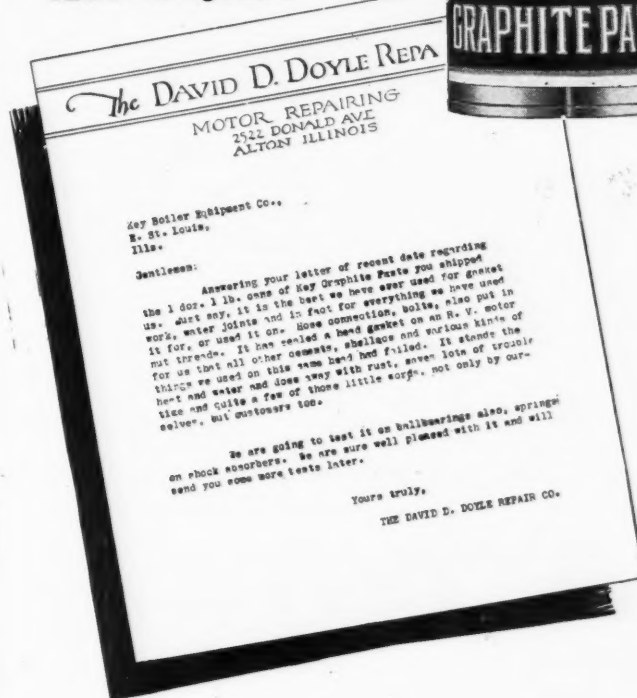 GRAPHITE PA
The DAVID D. DOYLE REPA
MOTOR REPAIRING
2522 DONALD AVE
ALTON ILLINOIS
Key Boiler Equipment Co.,
E. St. Louis,
Ills.
Gentlemen:
Answering your letter of recent date regarding
the 1 doz. 1 lb. cans of Key Graphite Paste you shipped
us. Just say, it is the best we have ever used for gasket
work, water joints and in fact for everything we have used
it for, or used it on. Hose connection, bolts, also put in
nut threads. It has sealed a head gasket on an R. V. motor
for us that all other cements, shellacs and various kinds of
things we used on this same head had failed. It stands the
heat and water and does away with rust, saves lots of trouble
time and quite a few of those little words, not only by our-
selves, but customers too.
We are going to test it on ballbearings also, springs
on shock absorbers. We are sure well pleased with it and will
send you some more tests later.
Yours truly,
THE DAVID D. DOYLE REPAIR CO.